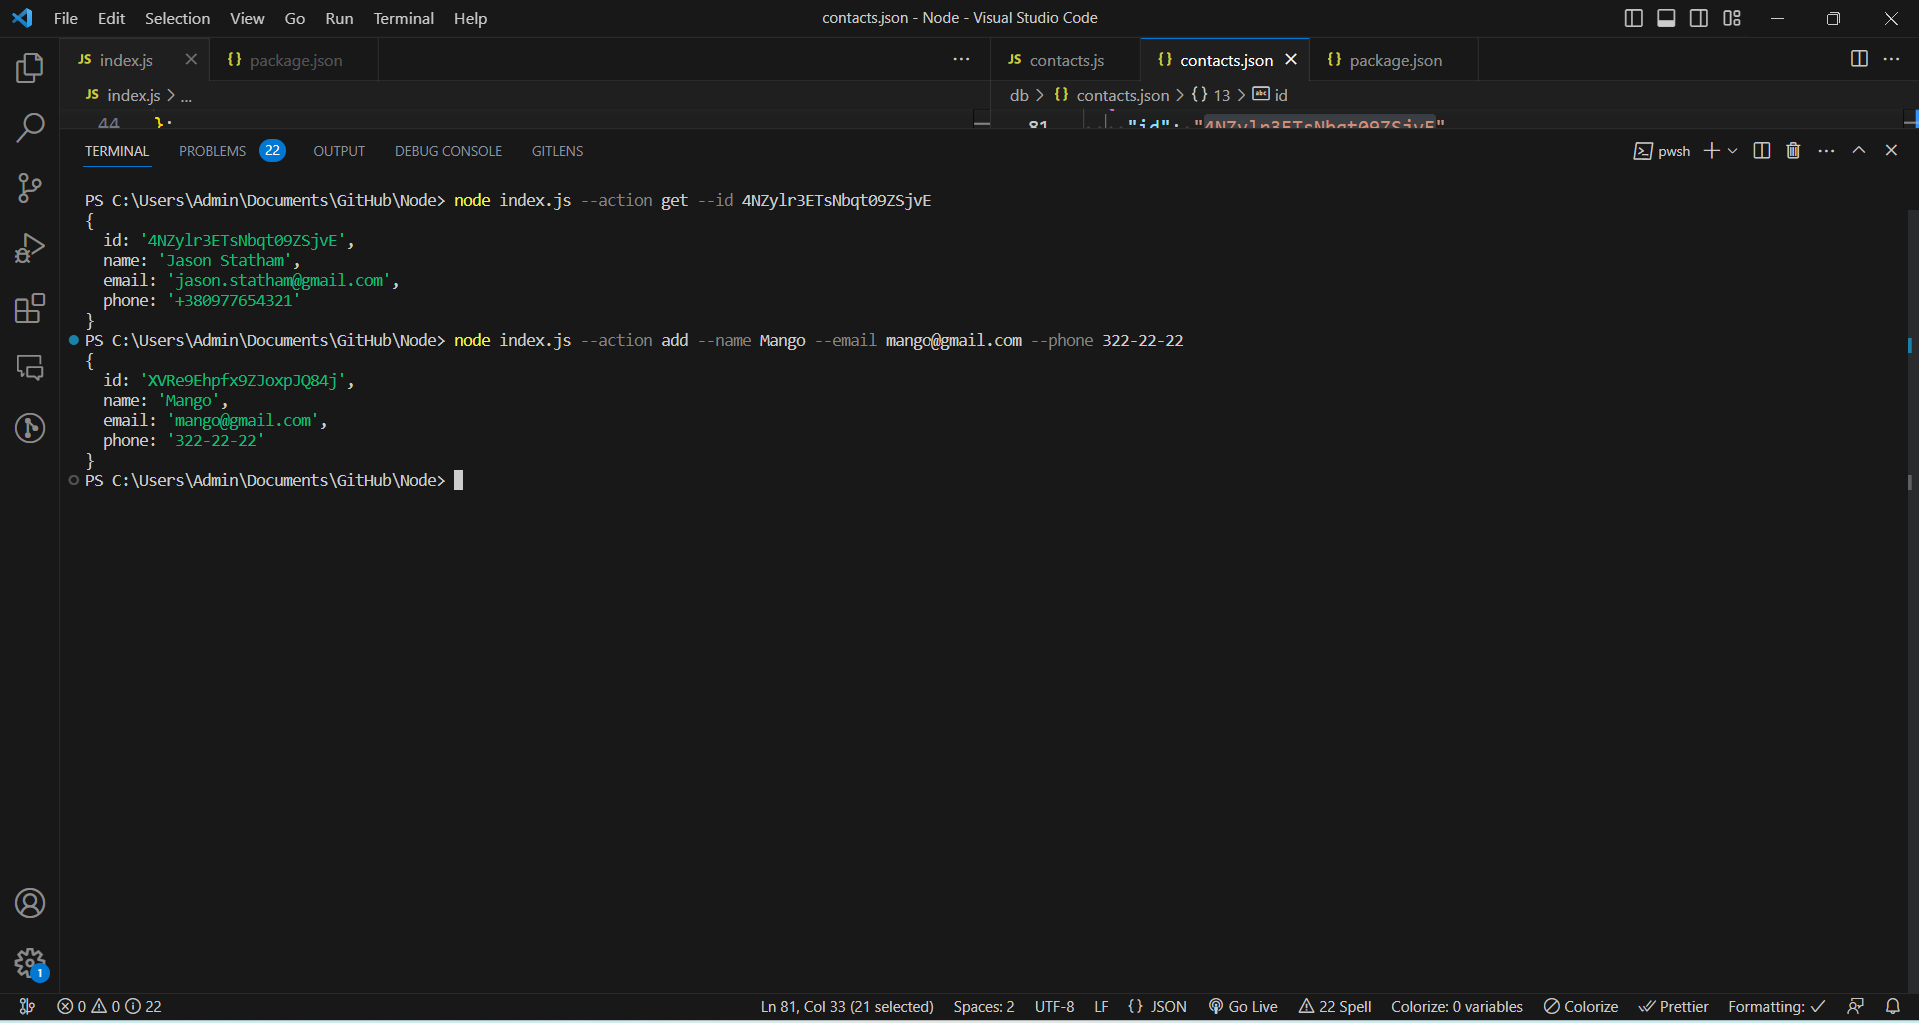 File Edit Selection View Go Run Terminal Help
contacts.json - Node - Visual Studio Code
JS index.js
{} package.json
JS contacts.js
{} contacts.json
{} package.json
JS index.js > ...
db > {} contacts.json > {} 13 > abc id
44 };
81 "id": "4NZylr3ETsNbqt09ZSjvE"
TERMINAL PROBLEMS 22 OUTPUT DEBUG CONSOLE GITLENS
pwsh
PS C:\Users\Admin\Documents\GitHub\Node> node index.js --action get --id 4NZylr3ETsNbqt09ZSjvE
{
id: '4NZylr3ETsNbqt09ZSjvE',
name: 'Jason Statham',
email: 'jason.statham@gmail.com',
phone: '+380977654321'
}
PS C:\Users\Admin\Documents\GitHub\Node> node index.js --action add --name Mango --email mango@gmail.com --phone 322-22-22
{
id: 'XVRe9Ehpfx9ZJoxpJQ84j',
name: 'Mango',
email: 'mango@gmail.com',
phone: '322-22-22'
}
PS C:\Users\Admin\Documents\GitHub\Node>
1
0 0 22
Ln 81, Col 33 (21 selected) Spaces: 2 UTF-8 LF {} JSON Go Live 22 Spell Colorize: 0 variables Colorize Prettier Formatting: ✓